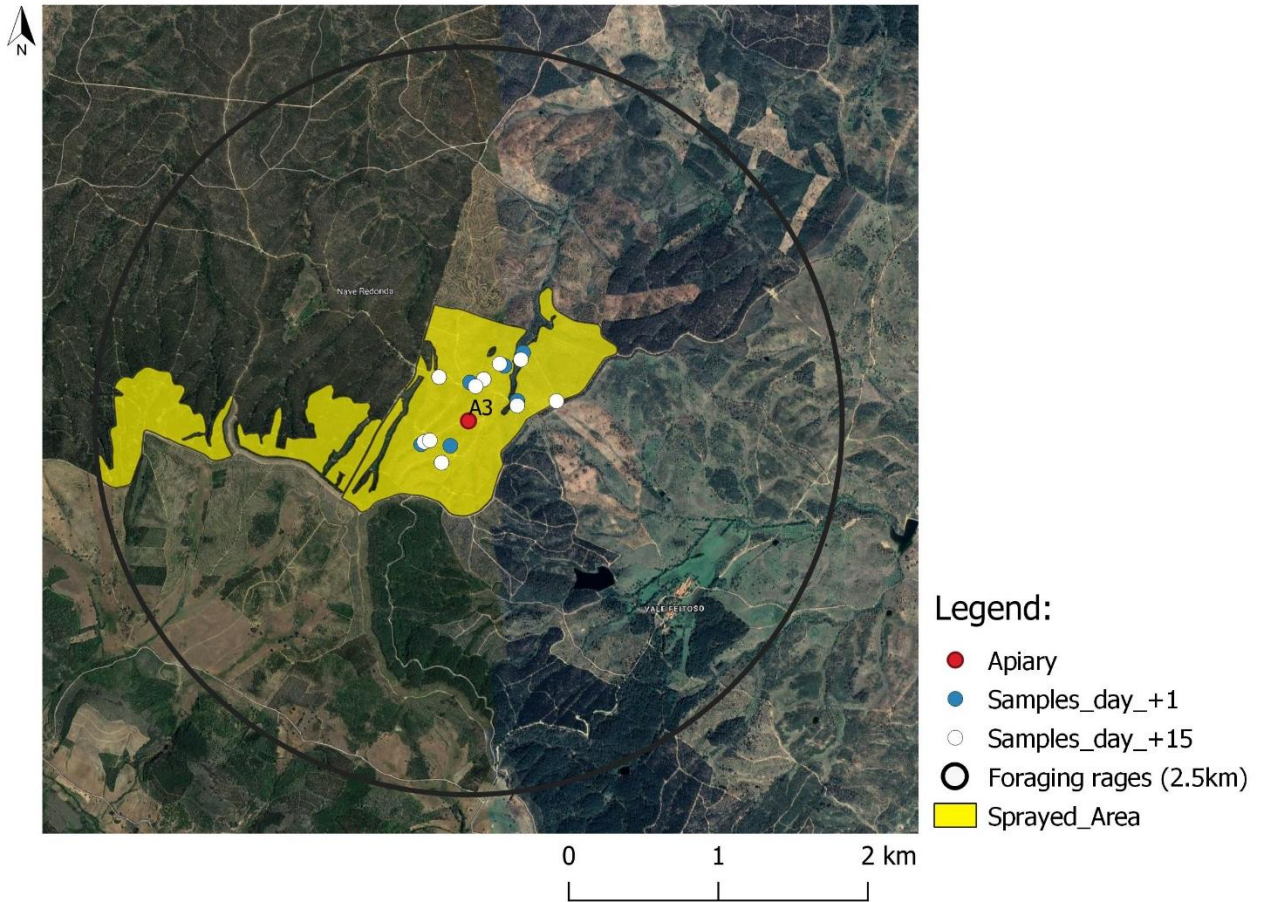 N
Nave Redonda
A3
VALE FEITOSO
Legend:
Apiary
Samples_day_+1
Samples_day_+15
Foraging rages (2.5km)
Sprayed_Area
0 1 2 km